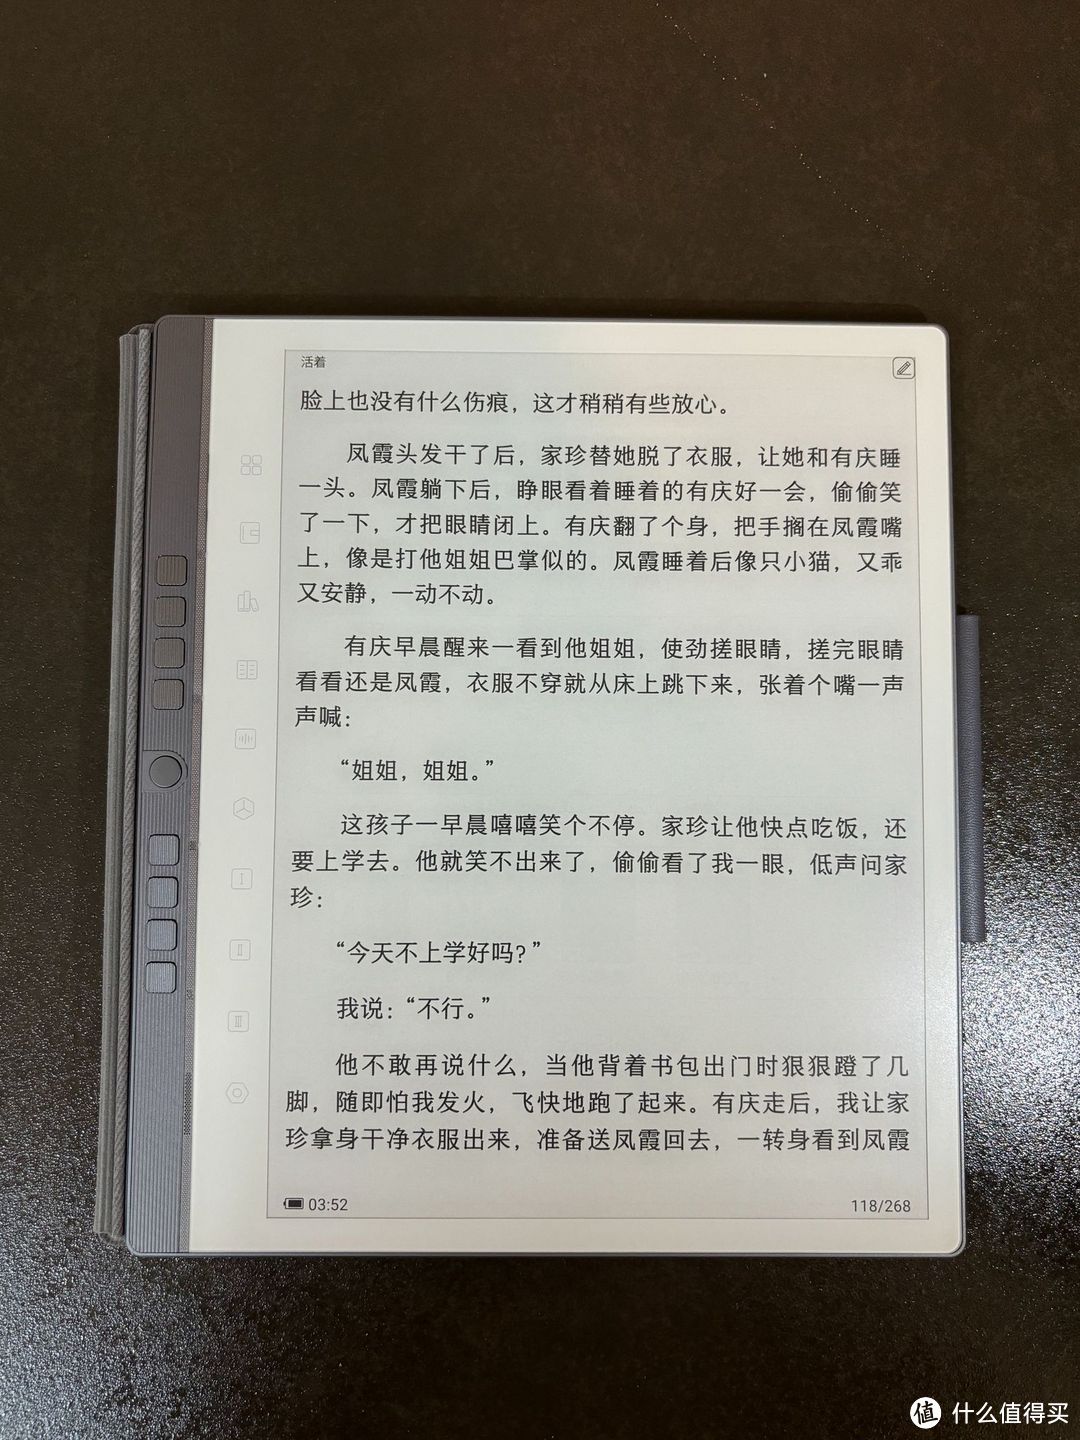 活着
脸上也没有什么伤痕，这才稍稍有些放心。
凤霞头发干了后，家珍替她脱了衣服，让她和有庆睡
一头。凤霞躺下后，睁眼看着睡着的有庆好一会，偷偷笑
了一下，才把眼睛闭上。有庆翻了个身，把手搁在凤霞嘴
上，像是打他姐姐巴掌似的。凤霞睡着后像只小猫，又乖
又安静，一动不动。
有庆早晨醒来一看到他姐姐，使劲搓眼睛，搓完眼睛
看看还是凤霞，衣服不穿就从床上跳下来，张着个嘴一声
声喊：
“姐姐，姐姐。”
这孩子一早晨嘻嘻笑个不停。家珍让他快点吃饭，还
要上学去。他就笑不出来了，偷偷看了我一眼，低声问家
珍：
“今天不上学好吗？”
我说：“不行。”
他不敢再说什么，当他背着书包出门时狠狠蹬了几
脚，随即怕我发火，飞快地跑了起来。有庆走后，我让家
珍拿身干净衣服出来，准备送凤霞回去，一转身看到凤霞
03:52
118/268
值 什么值得买